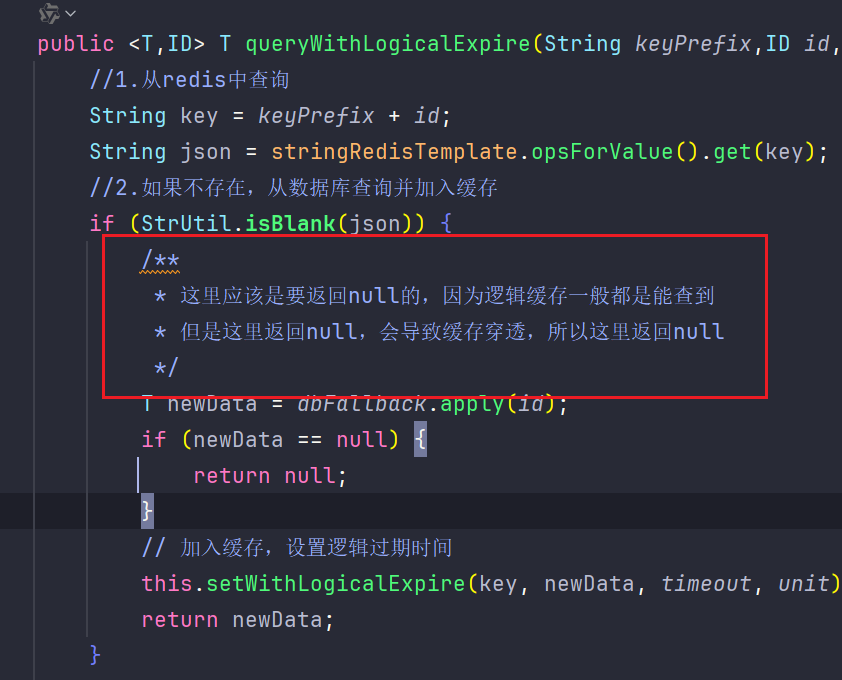 public <T,ID> T queryWithLogicalExpire(String keyPrefix,ID id,
//1.从redis中查询
String key = keyPrefix + id;
String json = stringRedisTemplate.opsForValue().get(key);
//2.如果不存在，从数据库查询并加入缓存
if (StrUtil.isBlank(json)) {
/**
* 这里应该是要返回null的，因为逻辑缓存一般都是能查到
* 但是这里返回null，会导致缓存穿透，所以这里返回null
*/
T newData = dbFallback.apply(id);
if (newData == null) {
return null;
}
// 加入缓存，设置逻辑过期时间
this.setWithLogicalExpire(key, newData, timeout, unit)
return newData;
}